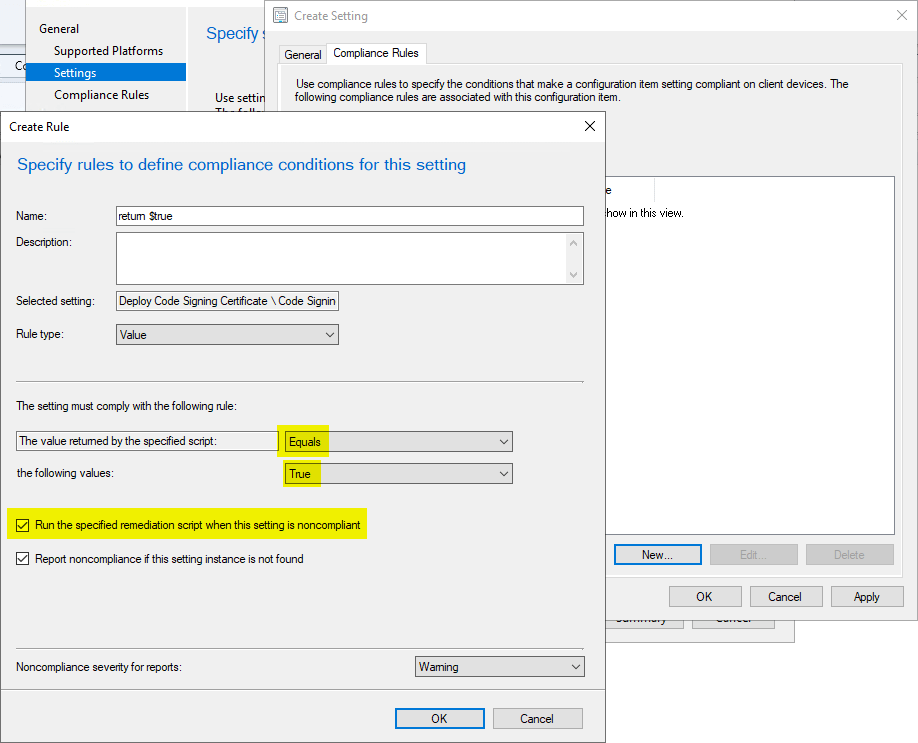 Create Setting
General
Supported Platforms
Settings
Compliance Rules
Specify
Use settin
General
Compliance Rules
Use compliance rules to specify the conditions that make a configuration item setting compliant on client devices. The
following compliance rules are associated with this configuration item.
Create Rule
Specify rules to define compliance conditions for this setting
Name:
return $true
Description:
Selected setting:
Deploy Code Signing Certificate \ Code Signin
Rule type:
Value
how in this view.
The setting must comply with the following rule:
The value returned by the specified script:
Equals
the following values:
True
Run the specified remediation script when this setting is noncompliant
Report noncompliance if this setting instance is not found
New...
Edit...
Delete
OK
Cancel
Apply
Noncompliance severity for reports:
Warning
OK
Cancel